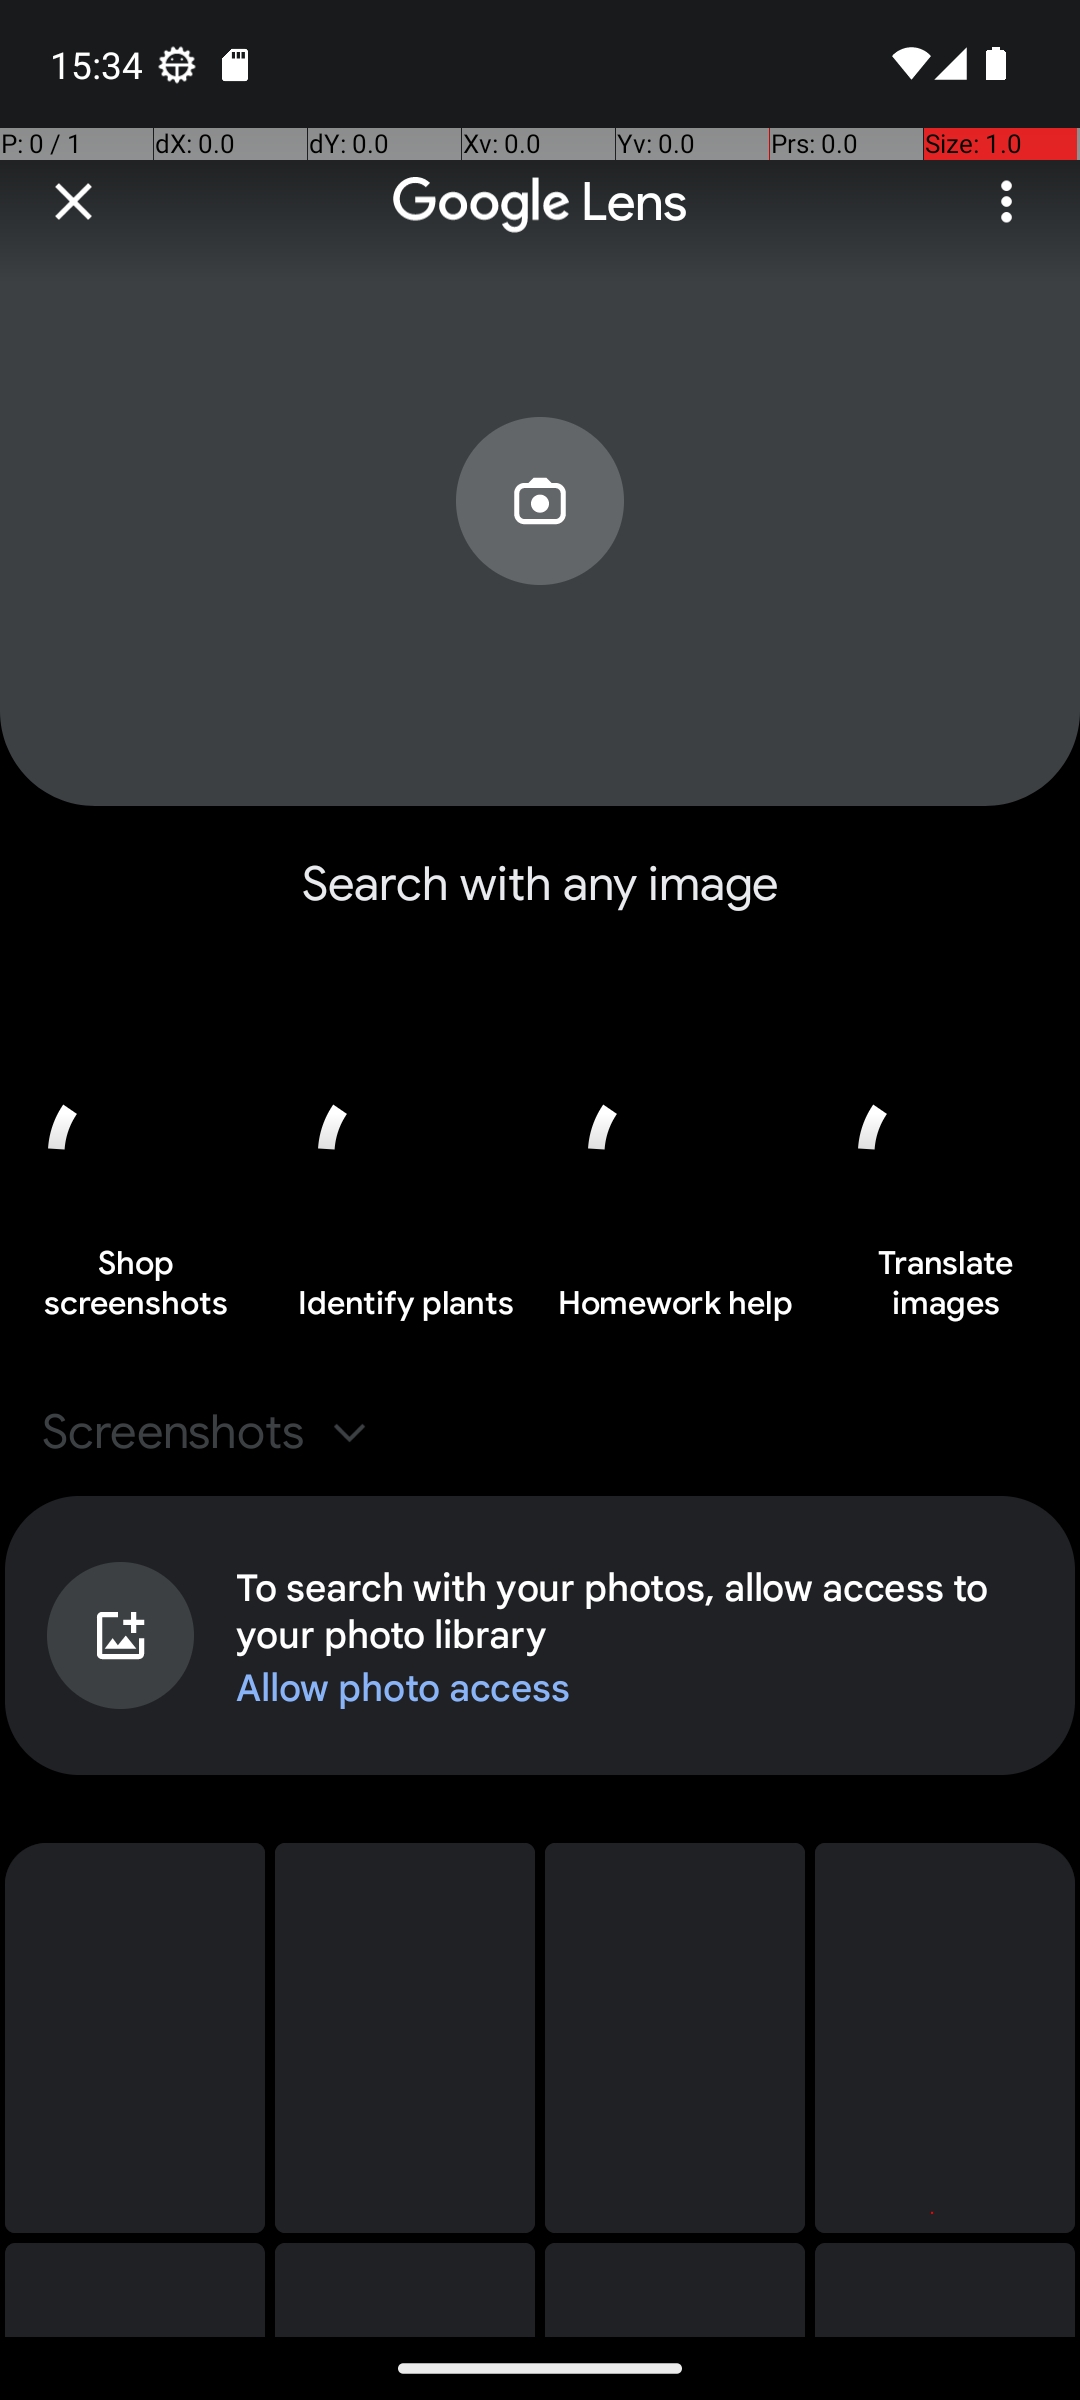 15:34
P: 0 / 1 dX: 0.0 dY: 0.0 Xv: 0.0 Yv: 0.0 Prs: 0.0 Size: 1.0
Google Lens
Search with any image
Shop
screenshots
Identify plants
Homework help
Translate
images
Screenshots
To search with your photos, allow access to
your photo library
Allow photo access